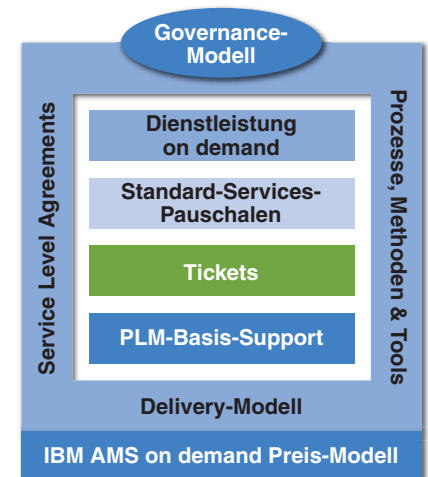 Governance-
Modell
Service Level Agreements
Dienstleistung
on demand
Standard-Services-
Pauschalen
Tickets
PLM-Basis-Support
Prozesse, Methoden & Tools
Delivery-Modell
IBM AMS on demand Preis-Modell